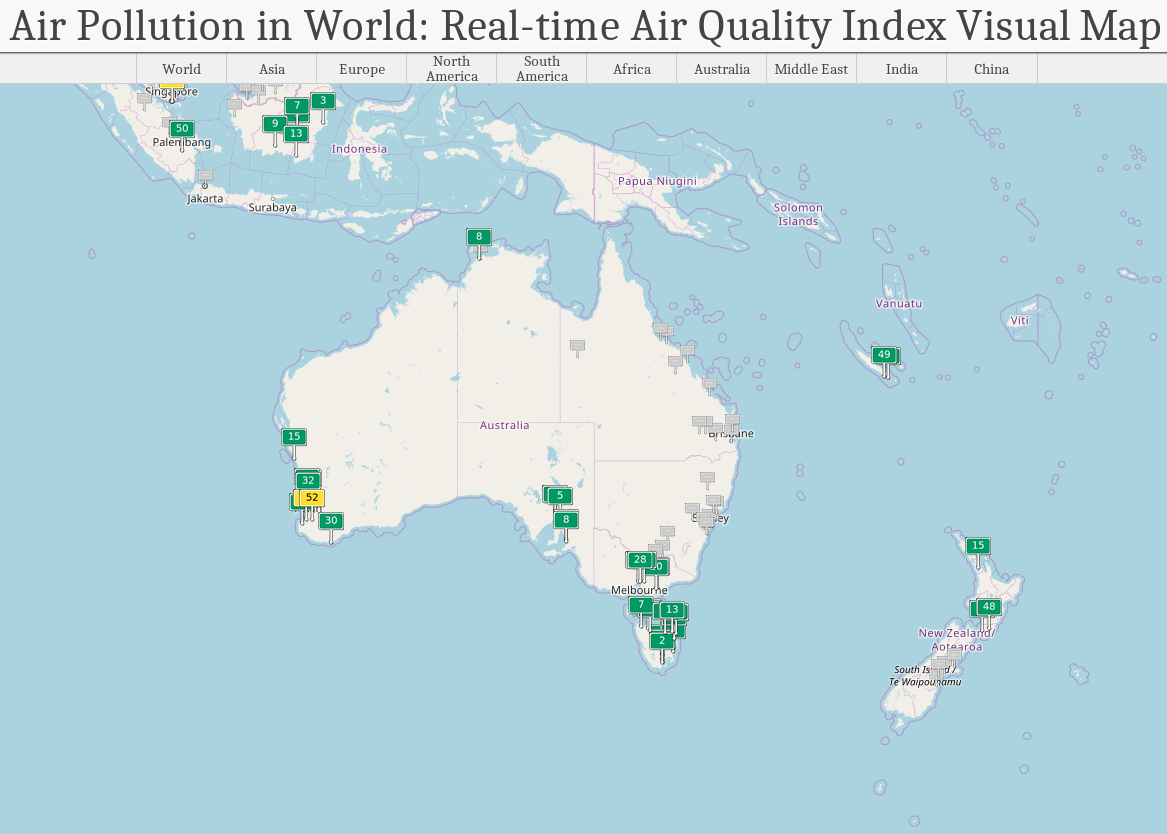 Air Pollution in World: Real-time Air Quality Index Visual Map
World
Asia
Europe
North
America
South
America
Africa
Australia
Middle East
India
China
Singapore
3
7
9
50
13
Palembang
Indonesia
Jakarta
Surabaya
Papua Niugini
Solomon
Islands
8
Vanuatu
Viti
49
Australia
Brisbane
15
32
52
30
5
8
Sydney
28
Melbourne
7
13
2
15
48
New Zealand/
Aotearoa
South Island /
Te Waipounamu